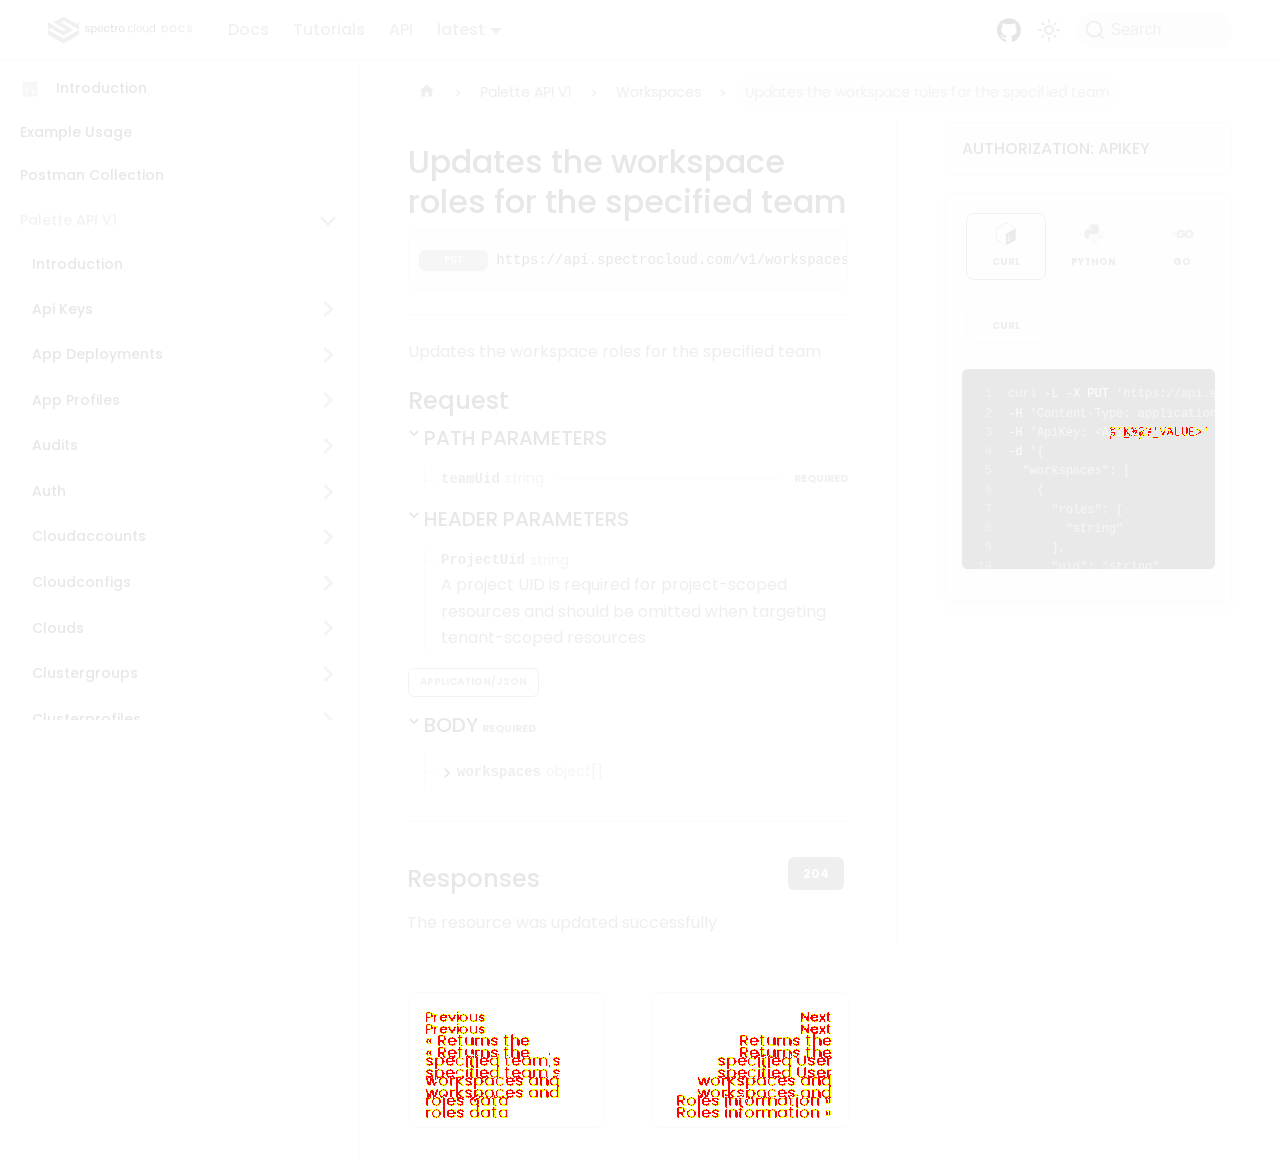 spectro cloud DOCS
Docs
Tutorials
API
latest
Search
Introduction
Example Usage
Postman Collection
Palette API V1
Introduction
Api Keys
App Deployments
App Profiles
Audits
Auth
Cloudaccounts
Cloudconfigs
Clouds
Clustergroups
Clusterprofiles
Palette API V1
Workspaces
Updates the workspace roles for the specified team
Updates the workspace
roles for the specified team
PUT https://api.spectrocloud.com/v1/workspaces
Updates the workspace roles for the specified team
Request
PATH PARAMETERS
teamUid string REQUIRED
HEADER PARAMETERS
ProjectUid string
A project UID is required for project-scoped
resources and should be omitted when targeting
tenant-scoped resources
APPLICATION/JSON
BODY REQUIRED
workspaces object[]
Responses
204
The resource was updated successfully
Previous
« Returns the
specified team's
workspaces and
roles data
Next
Returns the
specified User
workspaces and
Roles information »
AUTHORIZATION: APIKEY
CURL
PYTHON
GO
CURL
1 curl -L -X PUT 'https://api.s
2 -H 'Content-Type: application
3 -H 'ApiKey:
4 -d '{
5 "workspaces": [
6 {
7 "roles": [
8 "string"
9 ],
10 "uid": "string"